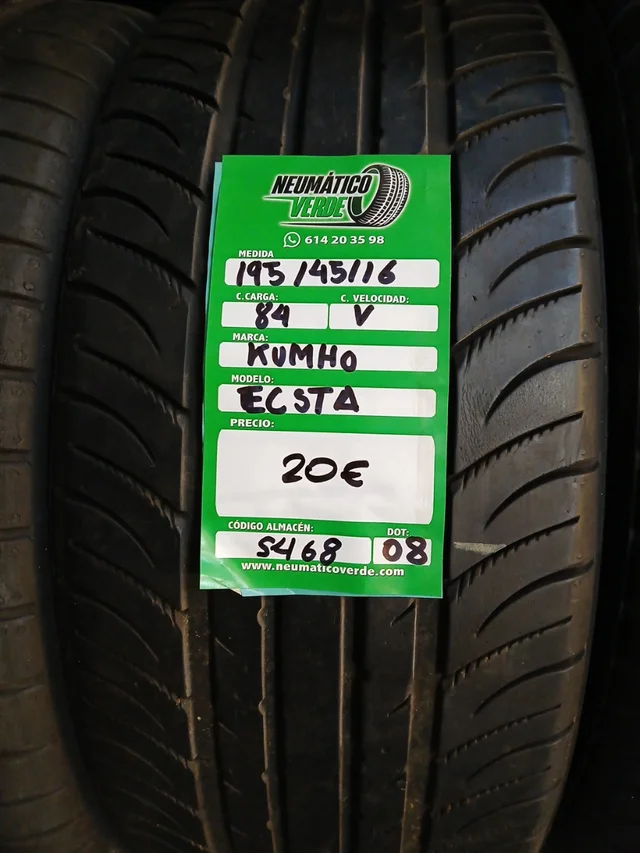 NEUMÁTICO
VERDE
614 20 35 98
MEDIDA
195/45/16
C.CARGA: C. VELOCIDAD:
84 V
MARCA:
KUMHO
MODELO:
ECSTA
PRECIO:
20€
CÓDIGO ALMACÉN: DOT:
S468 08
www.neumaticoverde.com